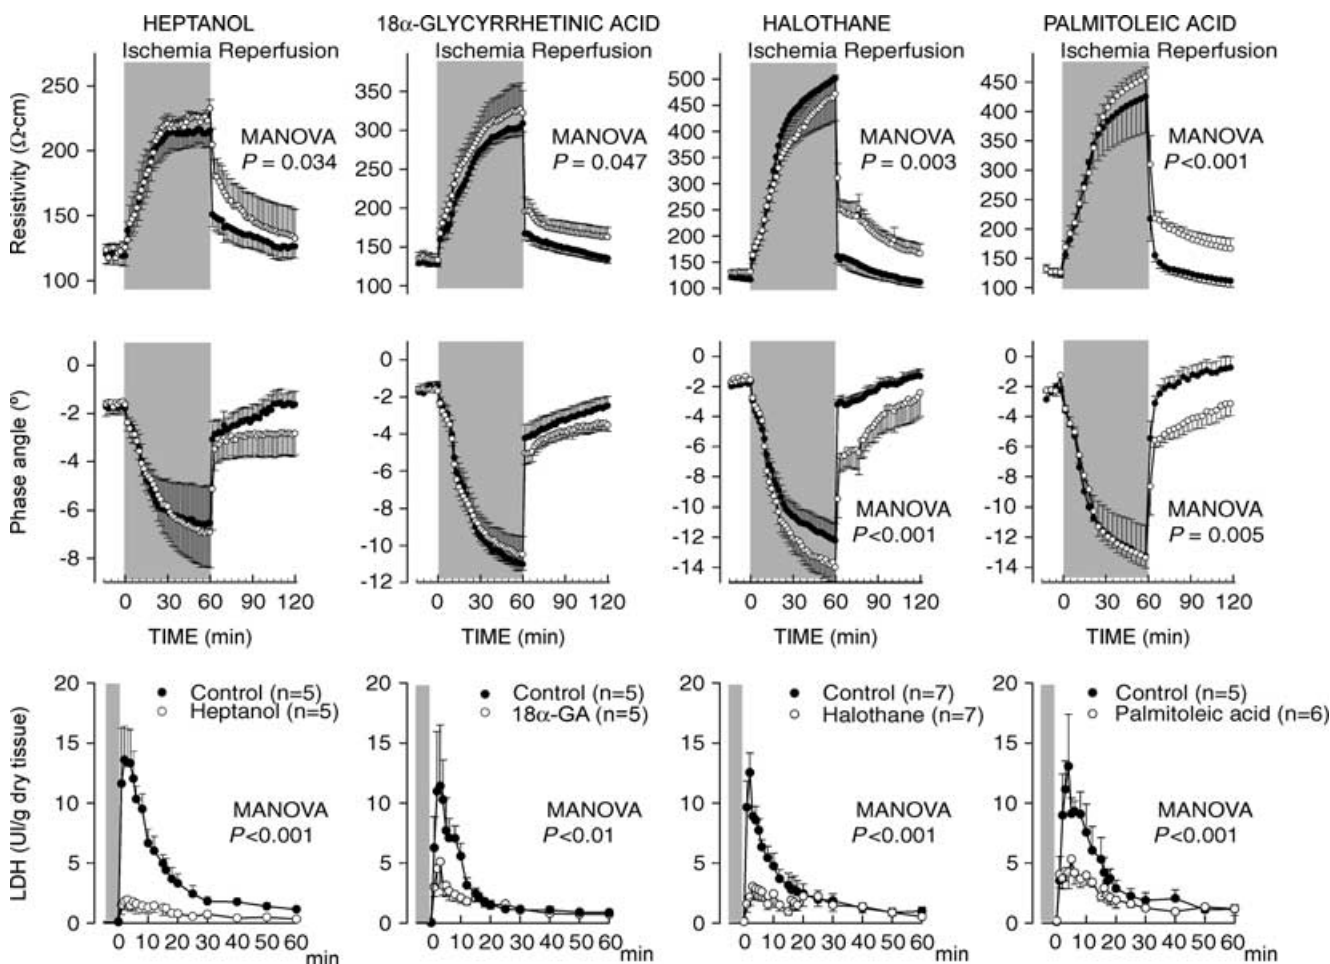 HEPTANOL 18α-GLYCYRRHETINIC ACID HALOTHANE PALMITOLEIC ACID
Ischemia Reperfusion Ischemia Reperfusion Ischemia Reperfusion Ischemia Reperfusion
Resistivity (Ω·cm)
250
200
150
100
MANOVA
P = 0.034
350
300
250
200
150
100
MANOVA
P = 0.047
500
450
400
350
300
250
200
150
100
MANOVA
P = 0.003
450
400
350
300
250
200
150
100
MANOVA
P<0.001
Phase angle (º)
0
-2
-4
-6
-8
0 30 60 90 120
TIME (min)
0
-2
-4
-6
-8
-10
-12
0 30 60 90 120
TIME (min)
0
-2
-4
-6
-8
-10
-12
-14
MANOVA
P<0.001
0 30 60 90 120
TIME (min)
0
-2
-4
-6
-8
-10
-12
-14
MANOVA
P = 0.005
0 30 60 90 120
TIME (min)
LDH (UI/g dry tissue)
20
15
10
5
0
Control (n=5)
Heptanol (n=5)
MANOVA
P<0.001
0 10 20 30 40 50 60 min
20
15
10
5
0
Control (n=5)
18α-GA (n=5)
MANOVA
P<0.01
0 10 20 30 40 50 60 min
20
15
10
5
0
Control (n=7)
Halothane (n=7)
MANOVA
P<0.001
0 10 20 30 40 50 60 min
20
15
10
5
0
Control (n=5)
Palmitoleic acid (n=6)
MANOVA
P<0.001
0 10 20 30 40 50 60 min